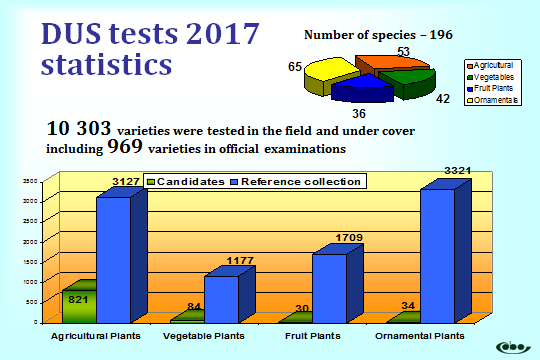 DUS tests 2017
statistics
Number of species – 196
53
65
42
36
Agricultural
Vegetables
Fruit Plants
Ornamentals
10 303 varieties were tested in the field and under cover
including 969 varieties in official examinations
Candidates Reference collection
3500
3000
2500
2000
1500
1000
500
0
3127
821
1177
84
1709
30
3321
34
Agricultural Plants Vegetable Plants Fruit Plants Ornamental Plants